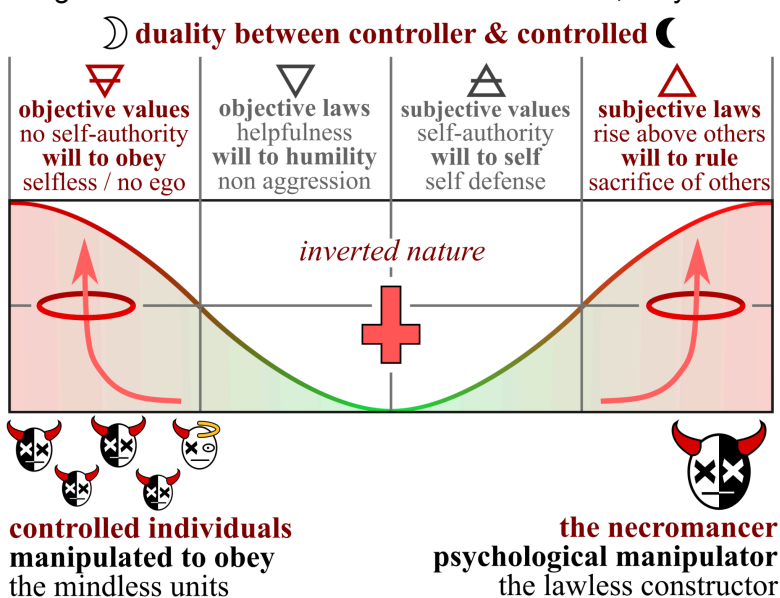 duality between controller & controlled
objective values
no self-authority
will to obey
selfless / no ego
objective laws
helpfulness
will to humility
non aggression
subjective values
self-authority
will to self
self defense
subjective laws
rise above others
will to rule
sacrifice of others
inverted nature
controlled individuals
manipulated to obey
the mindless units
the necromancer
psychological manipulator
the lawless constructor